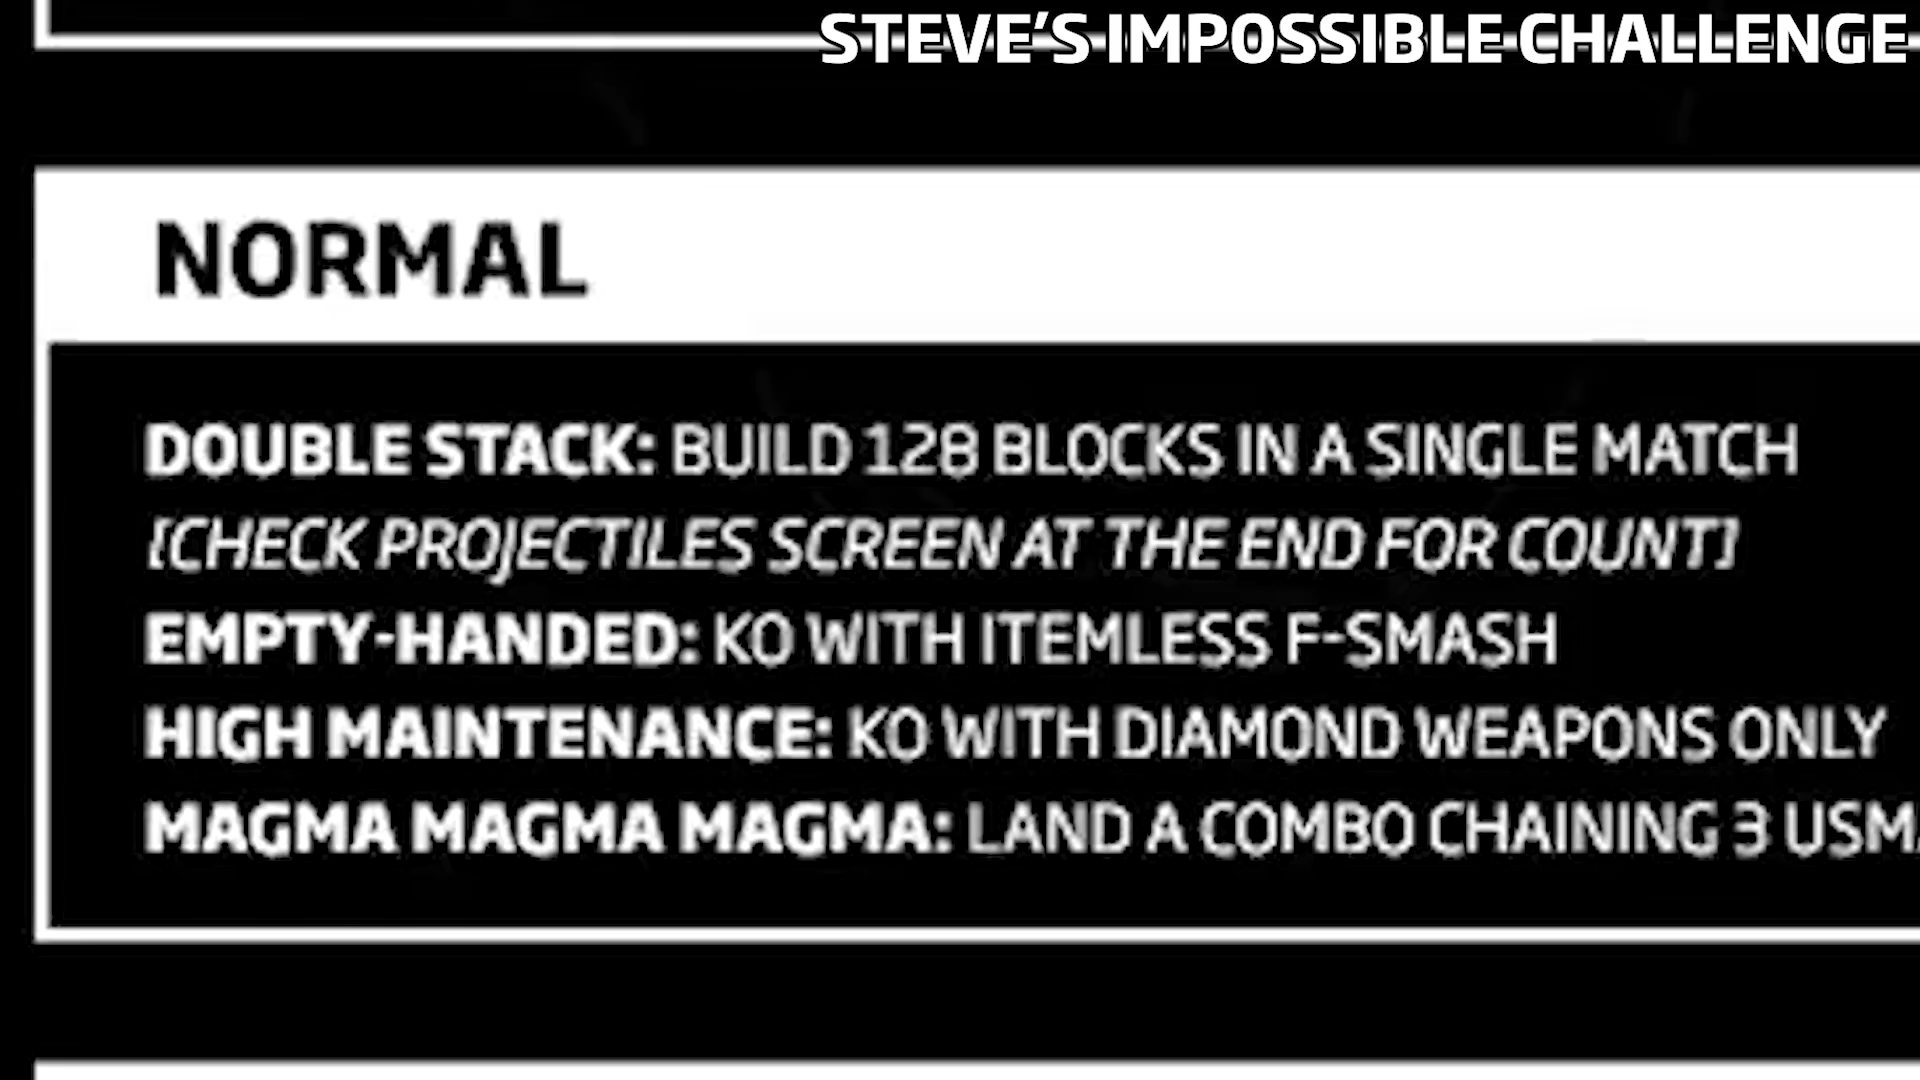 STEVE'S IMPOSSIBLE CHALLENGE
NORMAL
DOUBLE STACK: BUILD 128 BLOCKS IN A SINGLE MATCH
[CHECK PROJECTILES SCREEN AT THE END FOR COUNT]
EMPTY-HANDED: KO WITH ITEMLESS F-SMASH
HIGH MAINTENANCE: KO WITH DIAMOND WEAPONS ONLY
MAGMA MAGMA MAGMA: LAND A COMBO CHAINING 3